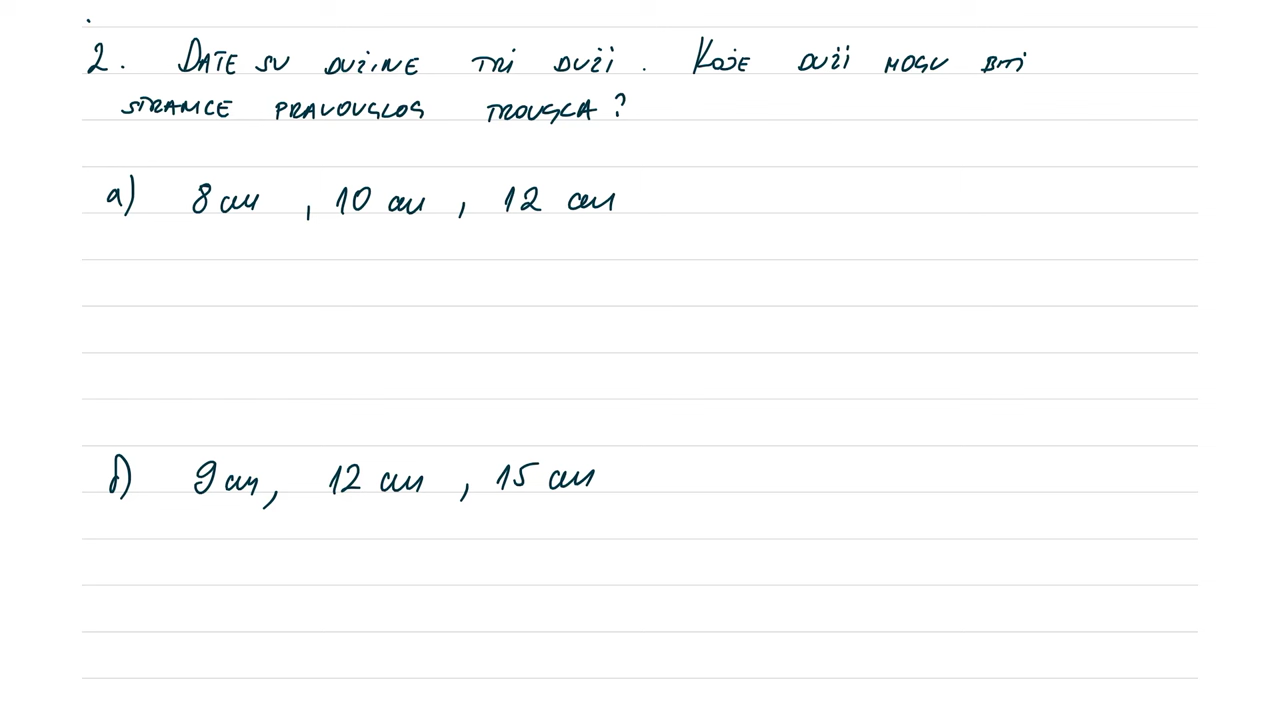 2. DATE SU DUŽINE TRI DUŽI. KOJE DUŽI MOGU BITI
STRANICE PRAVOUGLOG TROUGLA?
a) 8 cm, 10 cm, 12 cm
б) 9 cm, 12 cm, 15 cm